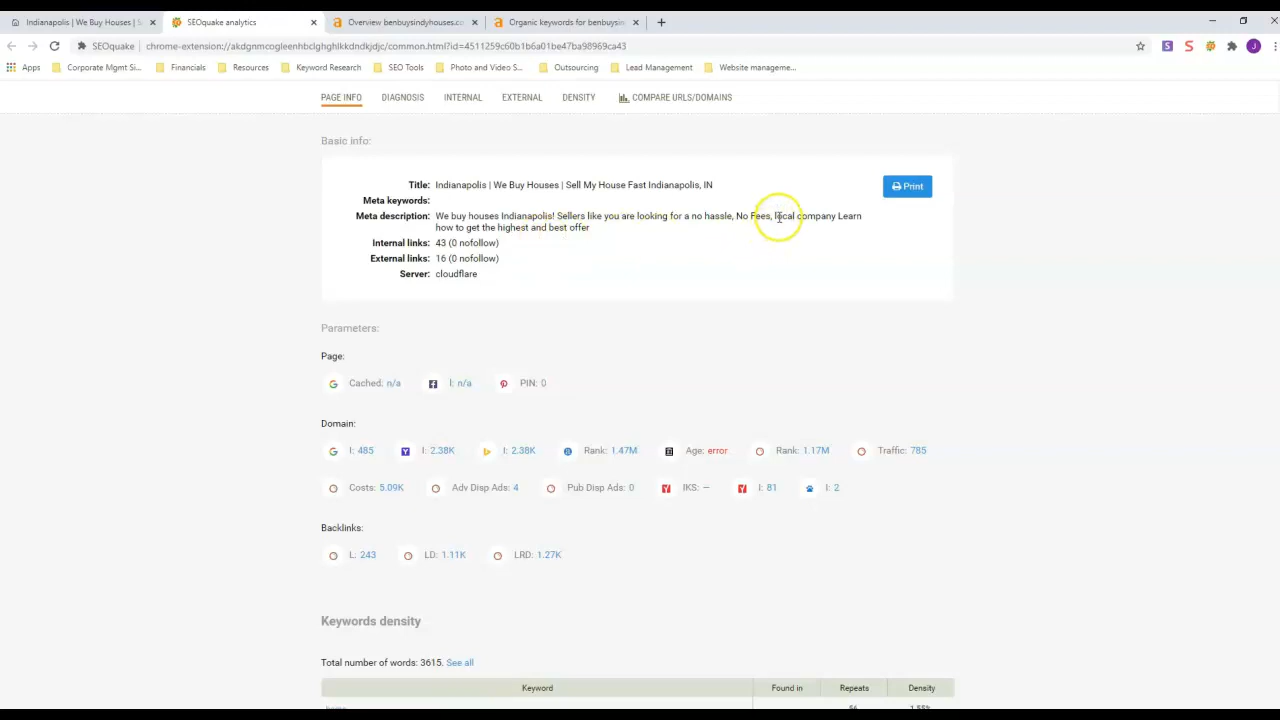 Indianapolis | We Buy Houses | S
SEOquake analytics
Overview benbuysindyhouses.co
Organic keywords for benbuysin
SEOquake
chrome-extension://akdgnmcogleenhbclghghlkkdndkjdjc/common.html?id=4511259c60b1b6a01be47ba98969ca43
Apps
Corporate Mgmt Si...
Financials
Resources
Keyword Research
SEO Tools
Photo and Video S...
Outsourcing
Lead Management
Website manageme...
PAGE INFO
DIAGNOSIS
INTERNAL
EXTERNAL
DENSITY
COMPARE URLS/DOMAINS
Basic info:
Title: Indianapolis | We Buy Houses | Sell My House Fast Indianapolis, IN
Print
Meta keywords:
Meta description: We buy houses Indianapolis! Sellers like you are looking for a no hassle, No Fees, local company Learn
how to get the highest and best offer
Internal links: 43 (0 nofollow)
External links: 16 (0 nofollow)
Server: cloudflare
Parameters:
Page:
Cached: n/a
l: n/a
PIN: 0
Domain:
I: 485
I: 2.38K
I: 2.38K
Rank: 1.47M
Age: error
Rank: 1.17M
Traffic: 785
Costs: 5.09K
Adv Disp Ads: 4
Pub Disp Ads: 0
IKS: —
I: 81
I: 2
Backlinks:
L: 243
LD: 1.11K
LRD: 1.27K
Keywords density
Total number of words: 3615. See all
Keyword
Found in
Repeats
Density